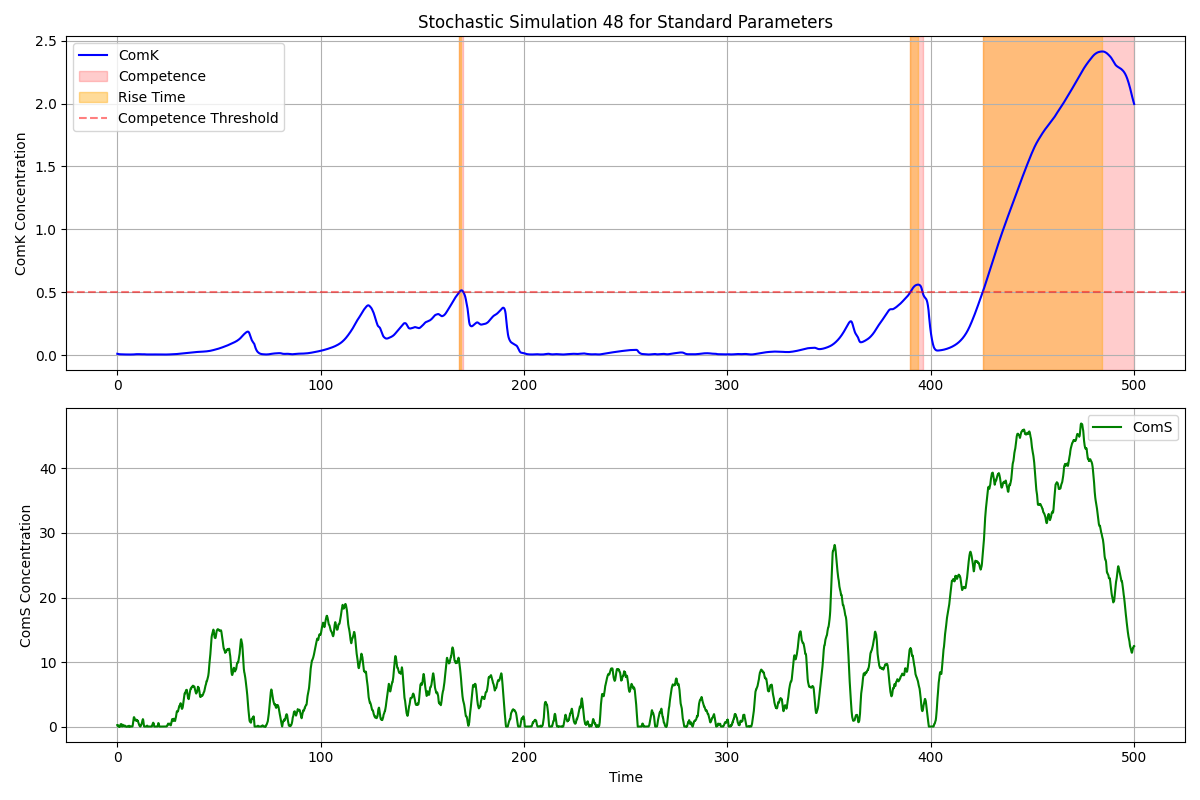 Stochastic Simulation 48 for Standard Parameters
ComK
Competence
Rise Time
Competence Threshold
ComK Concentration
2.5
2.0
1.5
1.0
0.5
0.0
0 100 200 300 400 500
ComS
ComS Concentration
40
30
20
10
0
0 100 200 300 400 500
Time